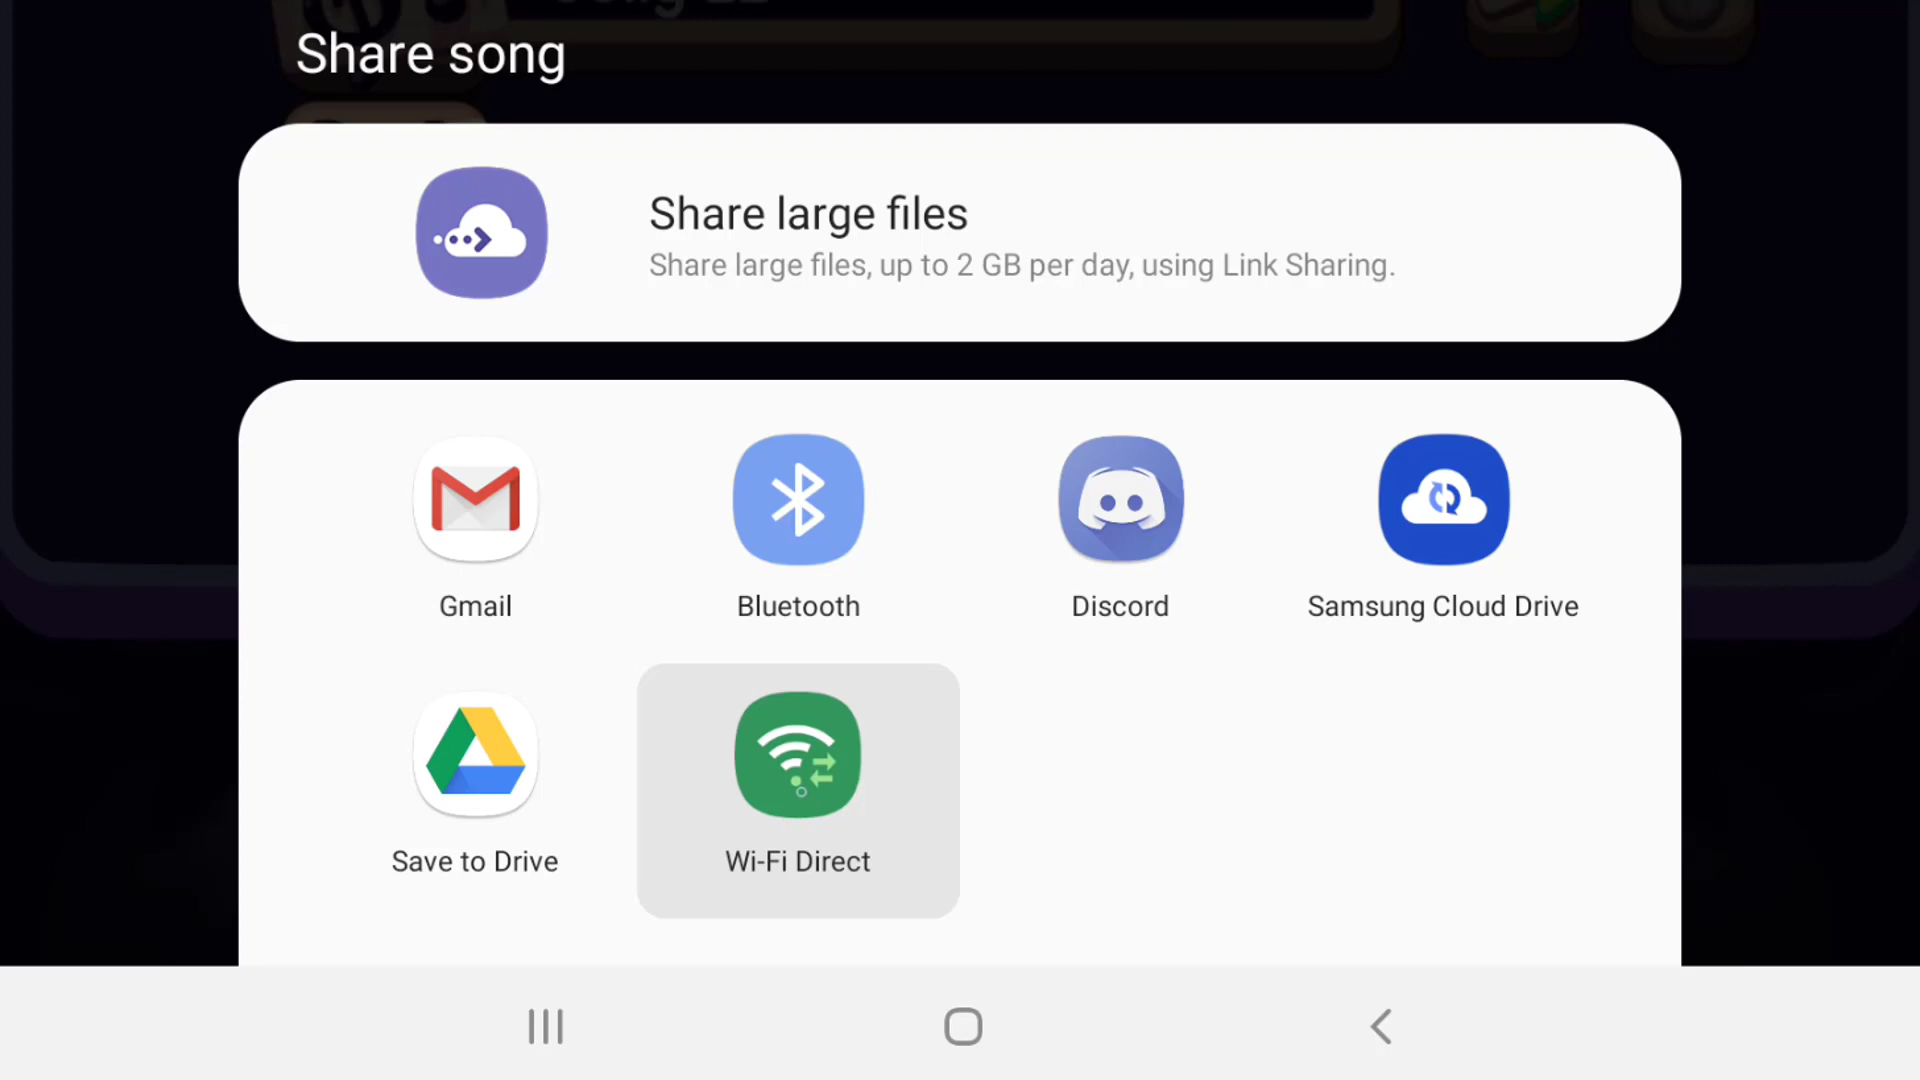 Share song
Share large files
Share large files, up to 2 GB per day, using Link Sharing.
Gmail
Bluetooth
Discord
Samsung Cloud Drive
Save to Drive
Wi-Fi Direct